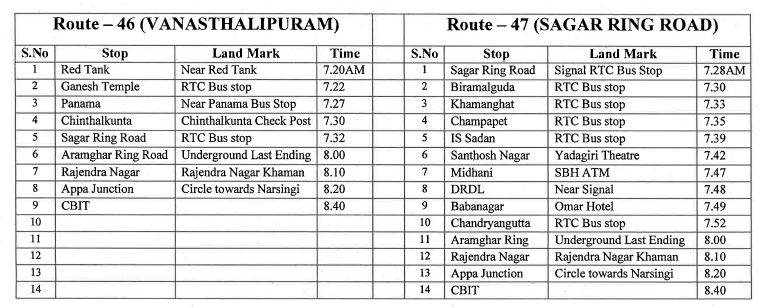 Route – 46 (VANASTHALIPURAM)
S.No Stop Land Mark Time
1 Red Tank Near Red Tank 7.20AM
2 Ganesh Temple RTC Bus stop 7.22
3 Panama Near Panama Bus Stop 7.27
4 Chinthalkunta Chinthalkunta Check Post 7.30
5 Sagar Ring Road RTC Bus stop 7.32
6 Aramghar Ring Road Underground Last Ending 8.00
7 Rajendra Nagar Rajendra Nagar Khaman 8.10
8 Appa Junction Circle towards Narsingi 8.20
9 CBIT 8.40
10
11
12
13
14
Route – 47 (SAGAR RING ROAD)
S.No Stop Land Mark Time
1 Sagar Ring Road Signal RTC Bus Stop 7.28AM
2 Biramalguda RTC Bus stop 7.30
3 Khamanghat RTC Bus stop 7.33
4 Champapet RTC Bus stop 7.35
5 IS Sadan RTC Bus stop 7.39
6 Santhosh Nagar Yadagiri Theatre 7.42
7 Midhani SBH ATM 7.47
8 DRDL Near Signal 7.48
9 Babanagar Omar Hotel 7.49
10 Chandryangutta RTC Bus stop 7.52
11 Aramghar Ring Underground Last Ending 8.00
12 Rajendra Nagar Rajendra Nagar Khaman 8.10
13 Appa Junction Circle towards Narsingi 8.20
14 CBIT 8.40